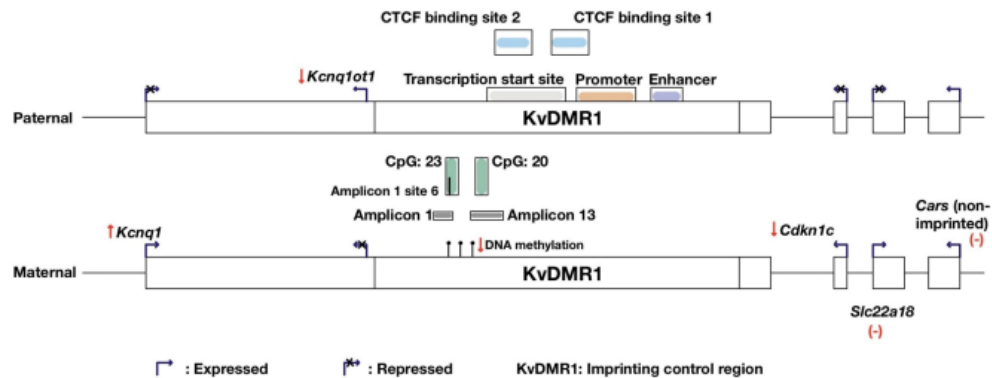 CTCF binding site 2
CTCF binding site 1
↓Kcnq1ot1
Transcription start site
Promoter
Enhancer
Paternal
KvDMR1
CpG: 23
CpG: 20
Amplicon 1 site 6
Amplicon 1
Amplicon 13
Cars (non-
imprinted)
(-)
↑Kcnq1
↓DNA methylation
↓Cdkn1c
Maternal
KvDMR1
Slc22a18
(-)
: Expressed
: Repressed
KvDMR1: Imprinting control region